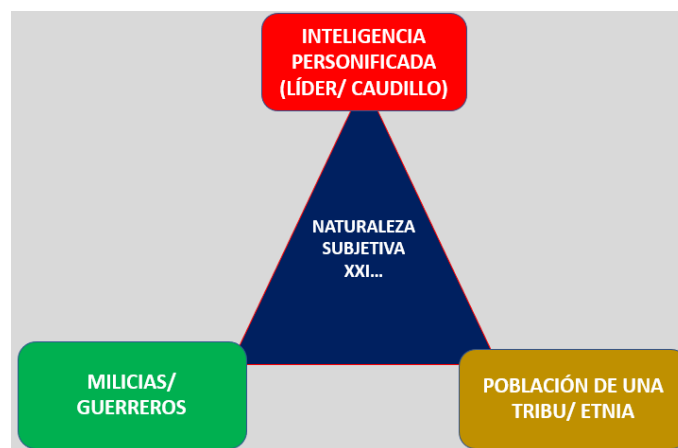 INTELIGENCIA
PERSONIFICADA
(LÍDER/ CAUDILLO)
NATURALEZA
SUBJETIVA
XXI...
MILICIAS/
GUERREROS
POBLACIÓN DE UNA
TRIBU/ ETNIA